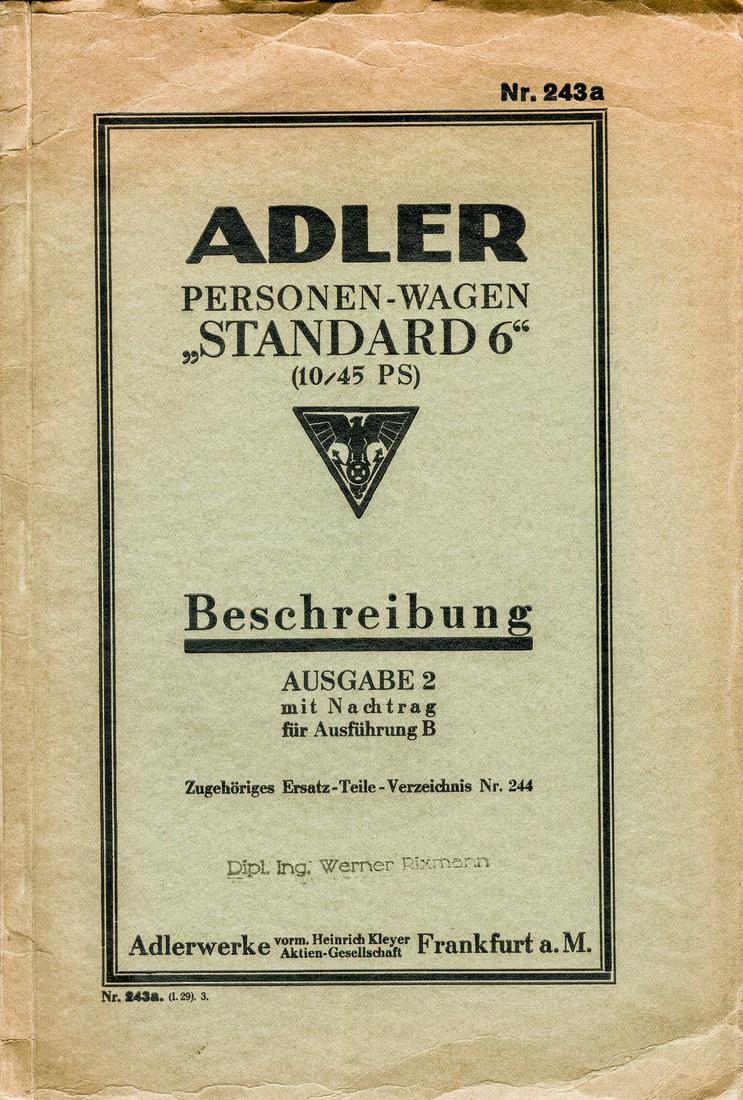 Nr. 243a
ADLER
PERSONEN-WAGEN
„STANDARD 6“
(10/45 PS)
Beschreibung
AUSGABE 2
mit Nachtrag
für Ausführung B
Zugehöriges Ersatz-Teile-Verzeichnis Nr. 244
Dipl. Ing. Werner Rixmann
Adlerwerke vorm. Heinrich Kleyer Aktien-Gesellschaft Frankfurt a. M.
Nr. 243a. (1. 29). 3.